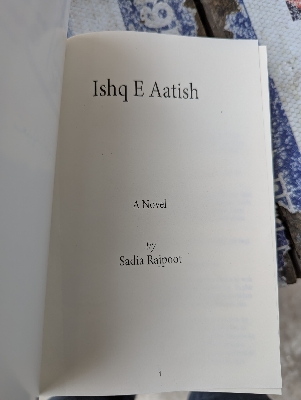 Ishq E Aatish
A Novel
by
Sadia Rajpoot
1